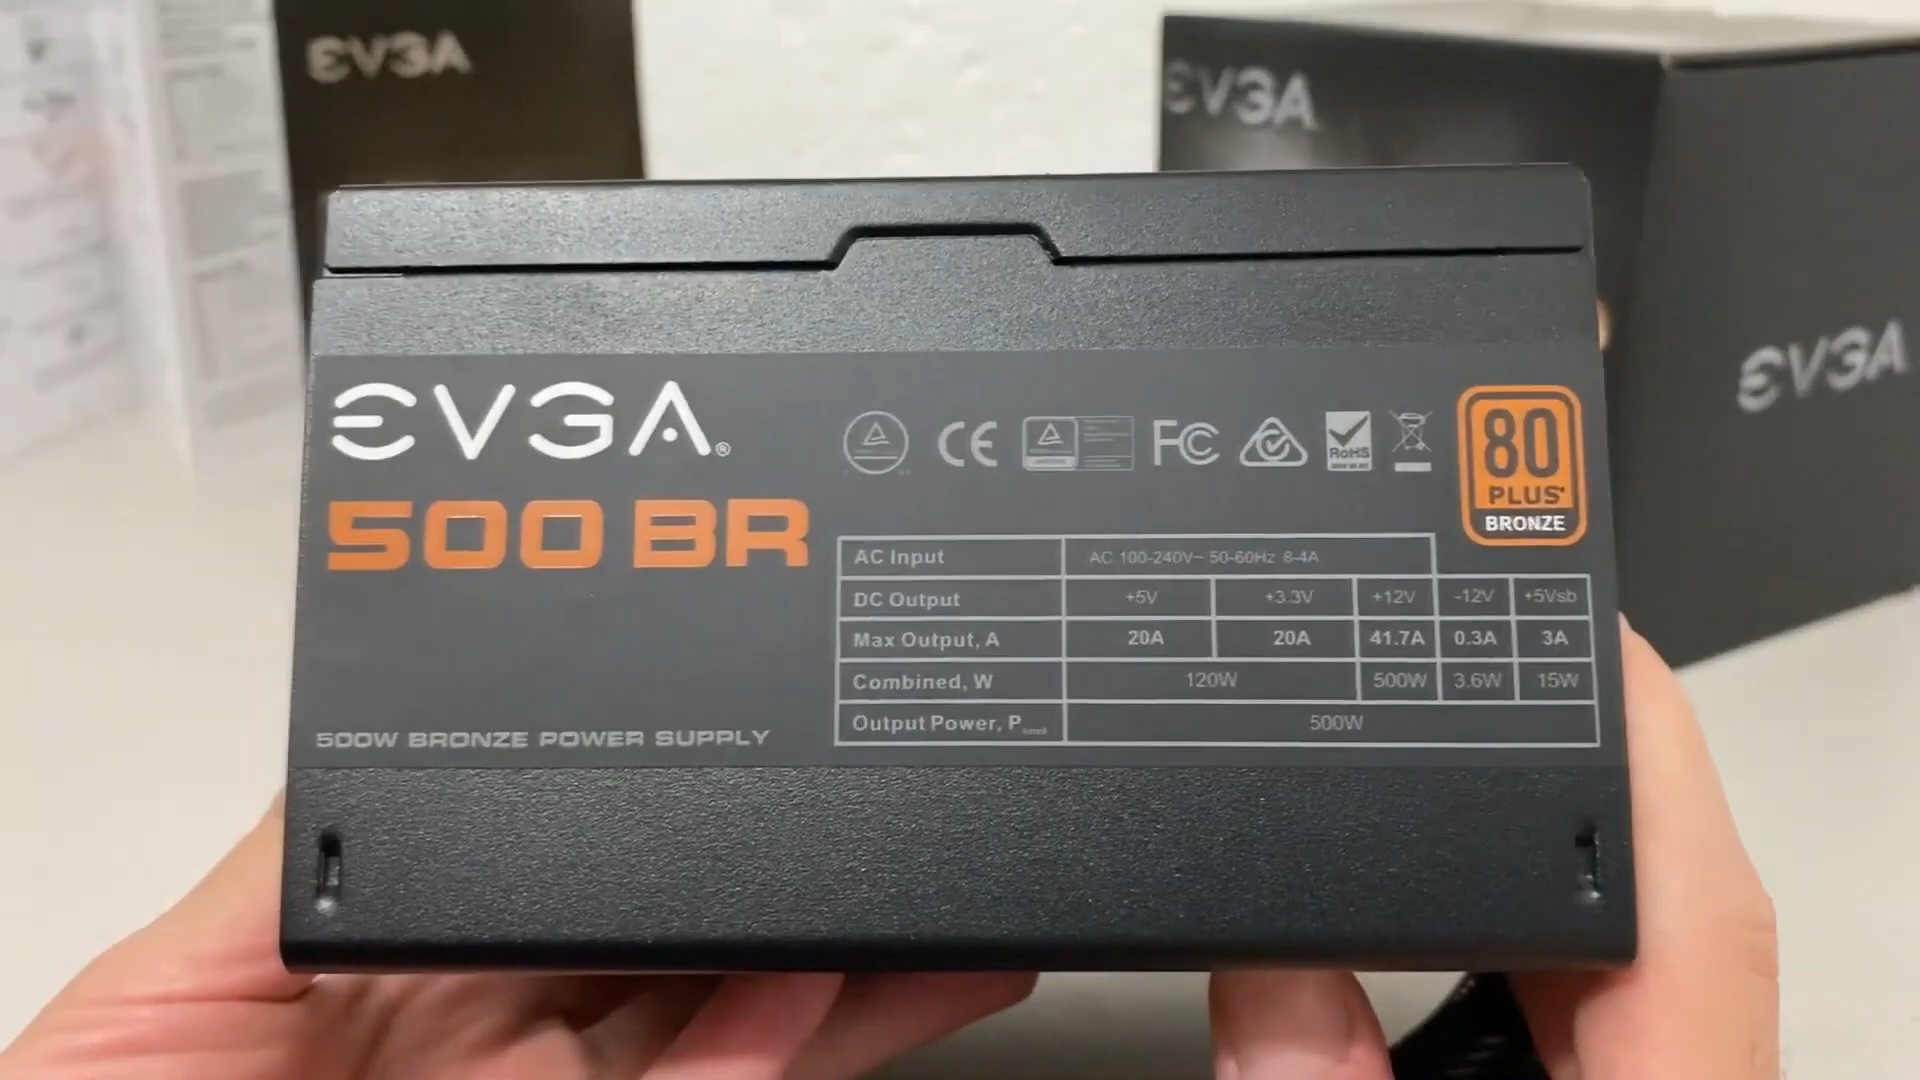 EVGA
EVGA
EVGA
EVGA®
500 BR
500W BRONZE POWER SUPPLY
CE
FC
RoHS
80
PLUS
BRONZE
AC Input AC 100-240V~ 50-60Hz 8-4A
DC Output +5V +3.3V +12V -12V +5Vsb
Max Output, A 20A 20A 41.7A 0.3A 3A
Combined, W 120W 500W 3.6W 15W
Output Power, P 500W